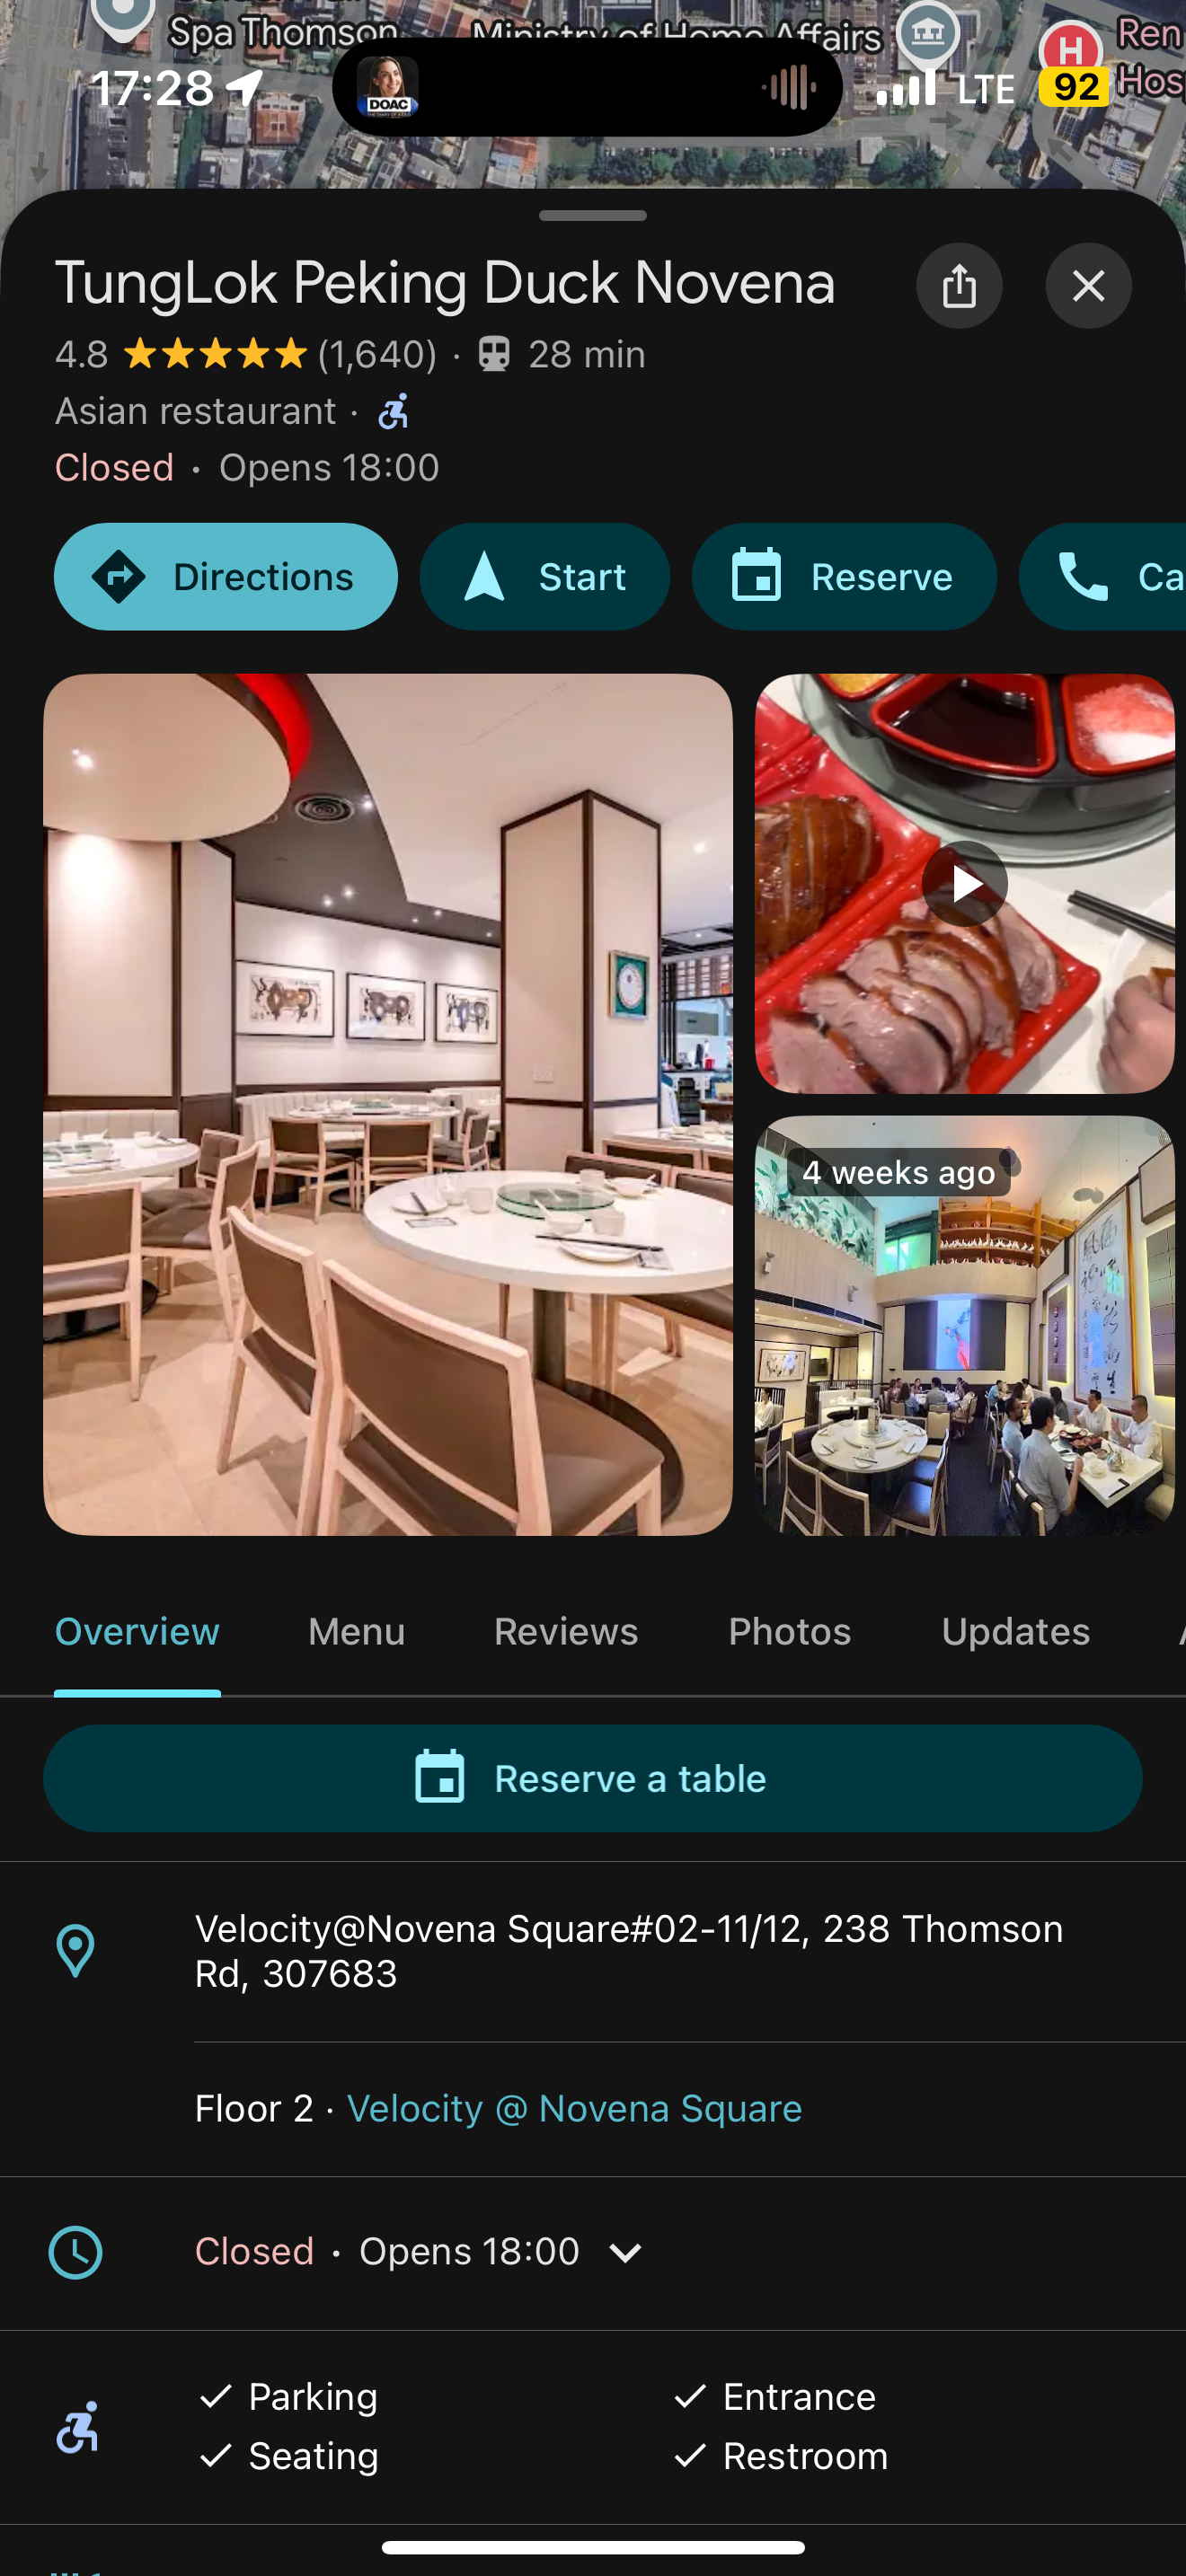 Spa Thomson
Ministry of Home Affairs
Ren
Hos
17:28
DOAC
LTE
92
TungLok Peking Duck Novena
4.8 (1,640) · 28 min
Asian restaurant ·
Closed · Opens 18:00
Directions
Start
Reserve
Ca
4 weeks ago
Overview
Menu
Reviews
Photos
Updates
Reserve a table
Velocity@Novena Square#02-11/12, 238 Thomson
Rd, 307683
Floor 2 · Velocity @ Novena Square
Closed · Opens 18:00
Parking
Entrance
Seating
Restroom